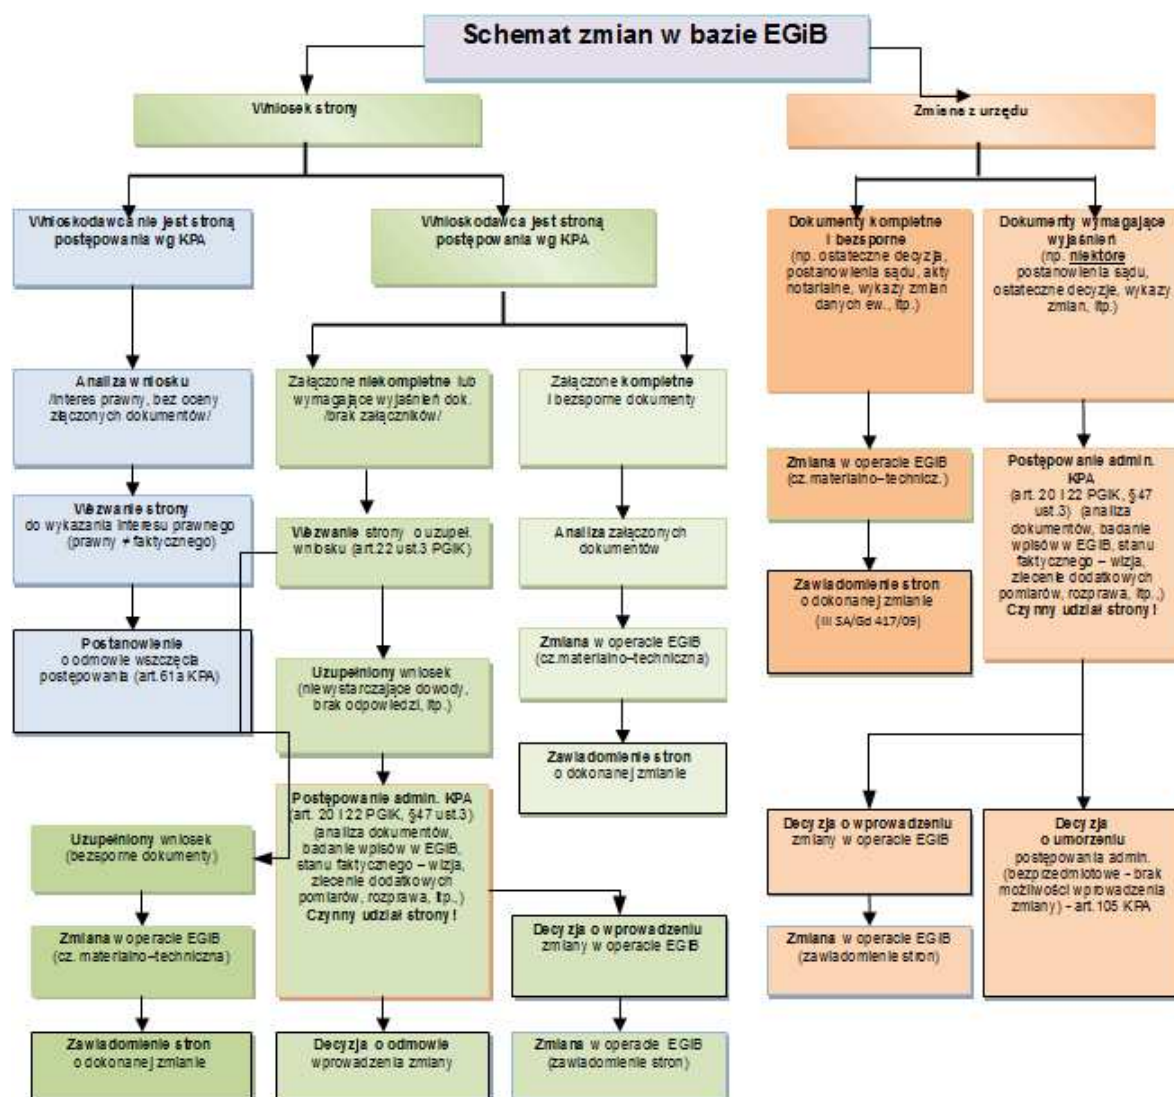 Schemat zmian w bazie EGiB
Wniosek strony
Zmiana z urzędu
Wnioskodawca nie jest stroną
postępowania wg KPA
Wnioskodawca jest stroną
postępowania wg KPA
Dokumenty kompletne
i bezsporne
(np. ostateczne decyzja,
postanowienia sądu, akty
notarialne, wykazy zmian
danych ew., itp.)
Dokumenty wymagające
wyjaśnień
(np. niektóre
postanowienia sądu,
ostateczne decyzje, wykazy
zmian, itp.)
Analiza wniosku
/interes prawny, bez oceny
złączonych dokumentów/
Załączone niekompletne lub
wymagające wyjaśnień dok.
/brak załączników/
Załączone kompletne
i bezsporne dokumenty
Wezwanie strony
do wykazania interesu prawnego
(prawny ≠ faktycznego)
Wezwanie strony o uzupeł.
wniosku (art.22 ust.3 PGIK)
Analiza załączonych
dokumentów
Zmiana w operacie EGIB
(cz.materialno–technicz.)
Postępowanie admin.
KPA
(art. 20 i 22 PGIK, §47
ust.3) (analiza
dokumentów, badanie
wpisów w EGIB, stanu
faktycznego – wizja,
zlecenie dodatkowych
pomiarów, rozprawa, itp.,)
Czynny udział strony!
Postanowienie
o odmowie wszczęcia
postępowania (art.61a KPA)
Uzupełniony wniosek
(niewystarczające dowody,
brak odpowiedzi, itp.)
Zmiana w operacie EGIB
(cz.materialno–techniczna)
Zawiadomienie stron
o dokonanej zmianie
(III SA/Gd 417/09)
Zawiadomienie stron
o dokonanej zmianie
Uzupełniony wniosek
(bezsporne dokumenty)
Postępowanie admin. KPA
(art. 20 i 22 PGIK, §47 ust.3)
(analiza dokumentów,
badanie wpisów w EGIB,
stanu faktycznego – wizja,
zlecenie dodatkowych
pomiarów, rozprawa, itp.,)
Czynny udział strony!
Decyzja o wprowadzeniu
zmiany w operacie EGIB
Decyzja
o umorzeniu
postępowania admin.
(bezprzedmiotowe - brak
możliwości wprowadzenia
zmiany) – art.105 KPA
Zmiana w operacie EGIB
(cz. materialno–techniczna)
Decyzja o wprowadzeniu
zmiany w operacie EGIB
Zmiana w operacie EGIB
(zawiadomienie stron)
Zawiadomienie stron
o dokonanej zmianie
Decyzja o odmowie
wprowadzenia zmiany
Zmiana w operacie EGIB
(zawiadomienie stron)